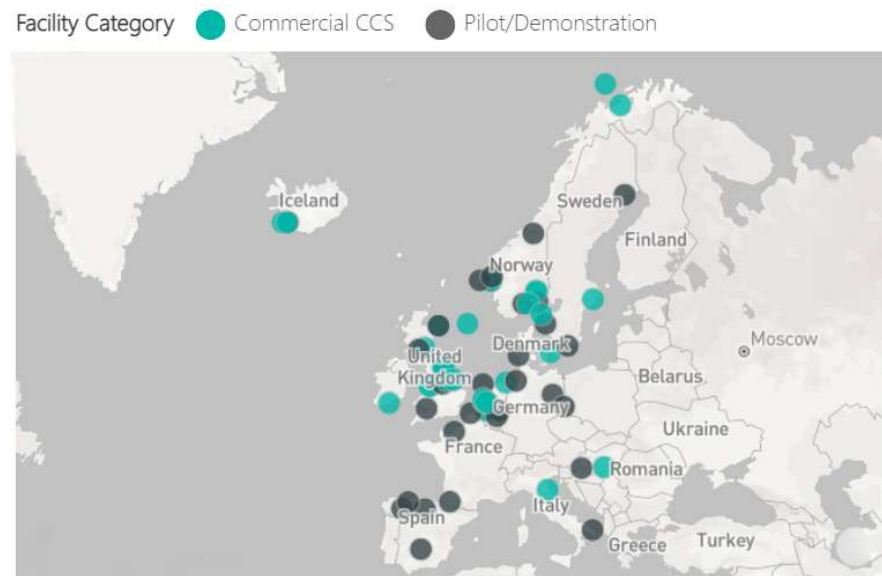 Facility Category Commercial CCS Pilot/Demonstration
Iceland
Sweden
Finland
Norway
Moscow
Denmark
United
Kingdom
Belarus
Germany
Ukraine
France
Romania
Italy
Spain
Greece
Turkey